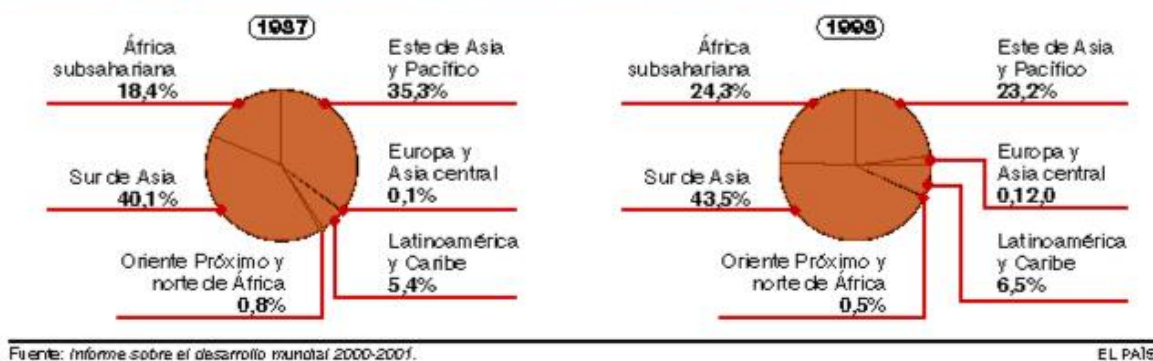 1987
África
subsahariana
18,4%
Este de Asia
y Pacífico
35,3%
Sur de Asia
40,1%
Europa y
Asia central
0,1%
Oriente Próximo y
norte de África
0,8%
Latinoamérica
y Caribe
5,4%
1998
África
subsahariana
24,3%
Este de Asia
y Pacífico
23,2%
Sur de Asia
43,5%
Europa y
Asia central
0,12,0
Oriente Próximo y
norte de África
0,5%
Latinoamérica
y Caribe
6,5%
Fuente: Informe sobre el desarrollo mundial 2000-2001.
EL PAÍS